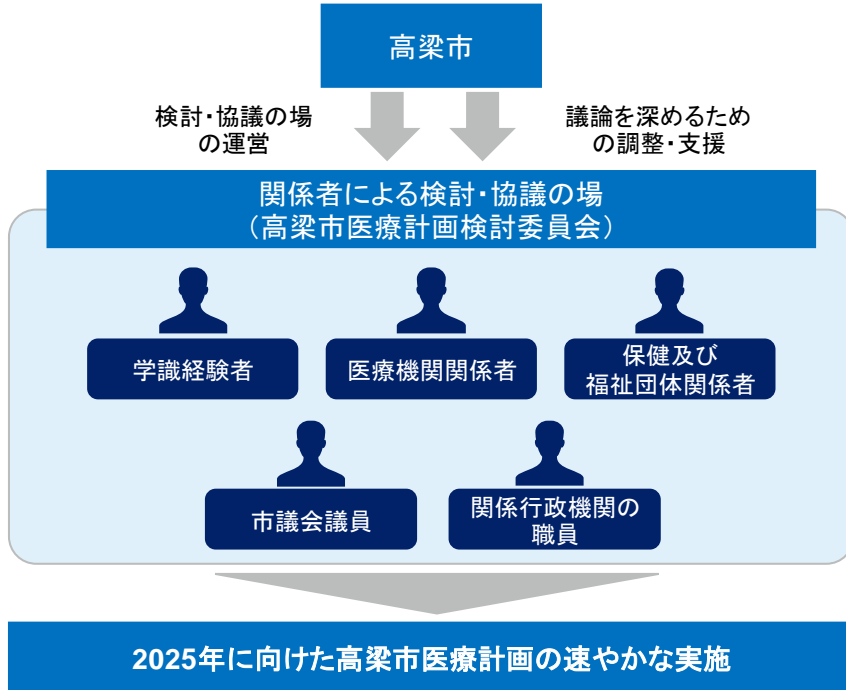 高梁市
検討・協議の場
の運営
議論を深めるため
の調整・支援
関係者による検討・協議の場
（高梁市医療計画検討委員会）
学識経験者
医療機関関係者
保健及び
福祉団体関係者
市議会議員
関係行政機関の
職員
2025年に向けた高梁市医療計画の速やかな実施